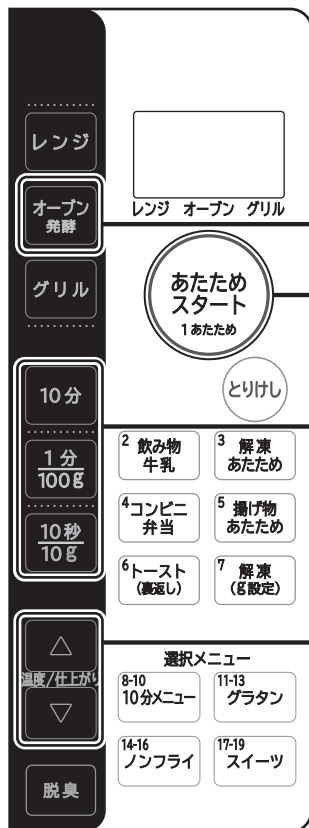 レンジ
オーブン
発酵
グリル
10分
1分
100g
10秒
10g
温度/仕上がり
脱臭
レンジ オーブン グリル
あたため
スタート
1あたため
とりけし
2 飲み物
牛乳
3 解凍
あたため
4コンビニ
弁当
5 揚げ物
あたため
6トースト
(裏返し)
7 解凍
(g設定)
選択メニュー
8-10
10分メニュー
11-13
グラタン
14-16
ノンフライ
17-19
スイーツ